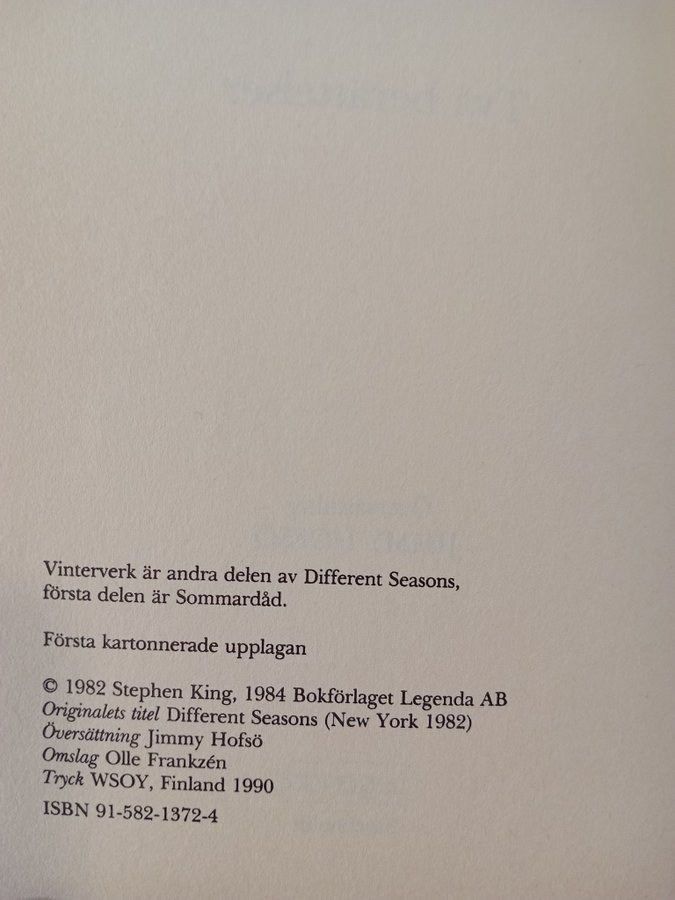 Vinterverk är andra delen av Different Seasons,
första delen är Sommardåd.
Första kartonnerade upplagan
© 1982 Stephen King, 1984 Bokförlaget Legenda AB
Originalets titel Different Seasons (New York 1982)
Översättning Jimmy Hofsö
Omslag Olle Frankzén
Tryck WSOY, Finland 1990
ISBN 91-582-1372-4